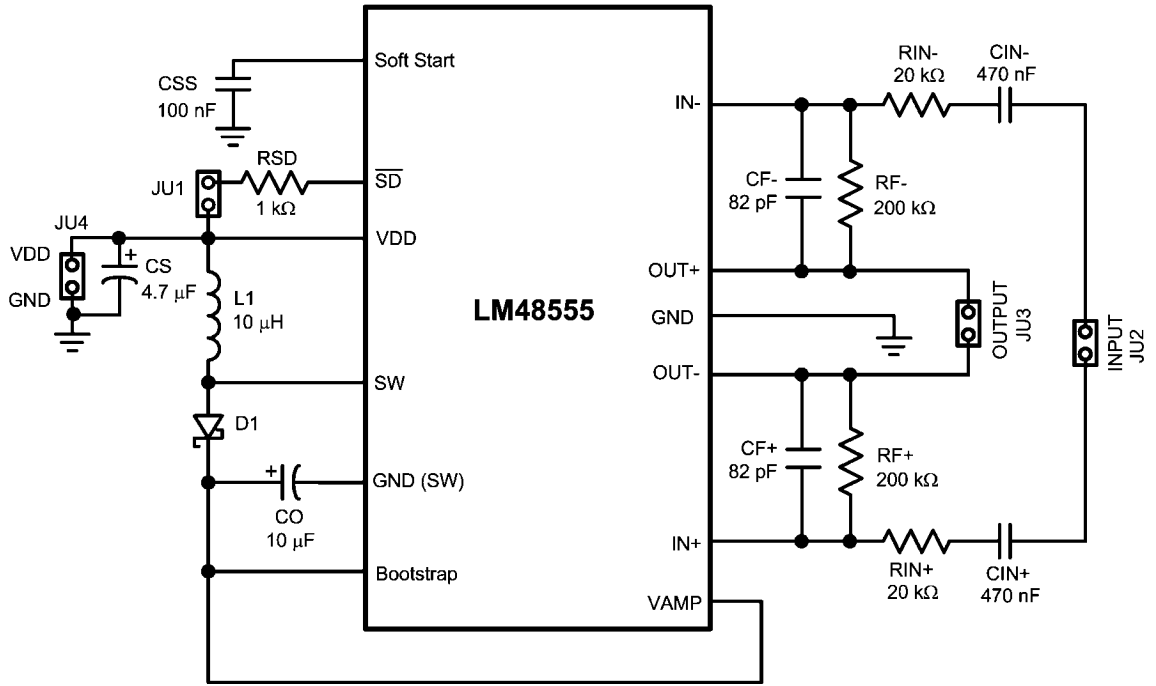 Soft Start
CSS
100 nF
RSD
1 kΩ
SD
JU1
JU4
VDD
GND
+
CS
4.7 μF
VDD
L1
10 μH
SW
D1
+
CO
10 μF
GND (SW)
Bootstrap
LM48555
IN-
RIN-
20 kΩ
CIN-
470 nF
CF-
82 pF
RF-
200 kΩ
OUT+
GND
OUT-
OUTPUT
JU3
INPUT
JU2
CF+
82 pF
RF+
200 kΩ
IN+
RIN+
20 kΩ
CIN+
470 nF
VAMP